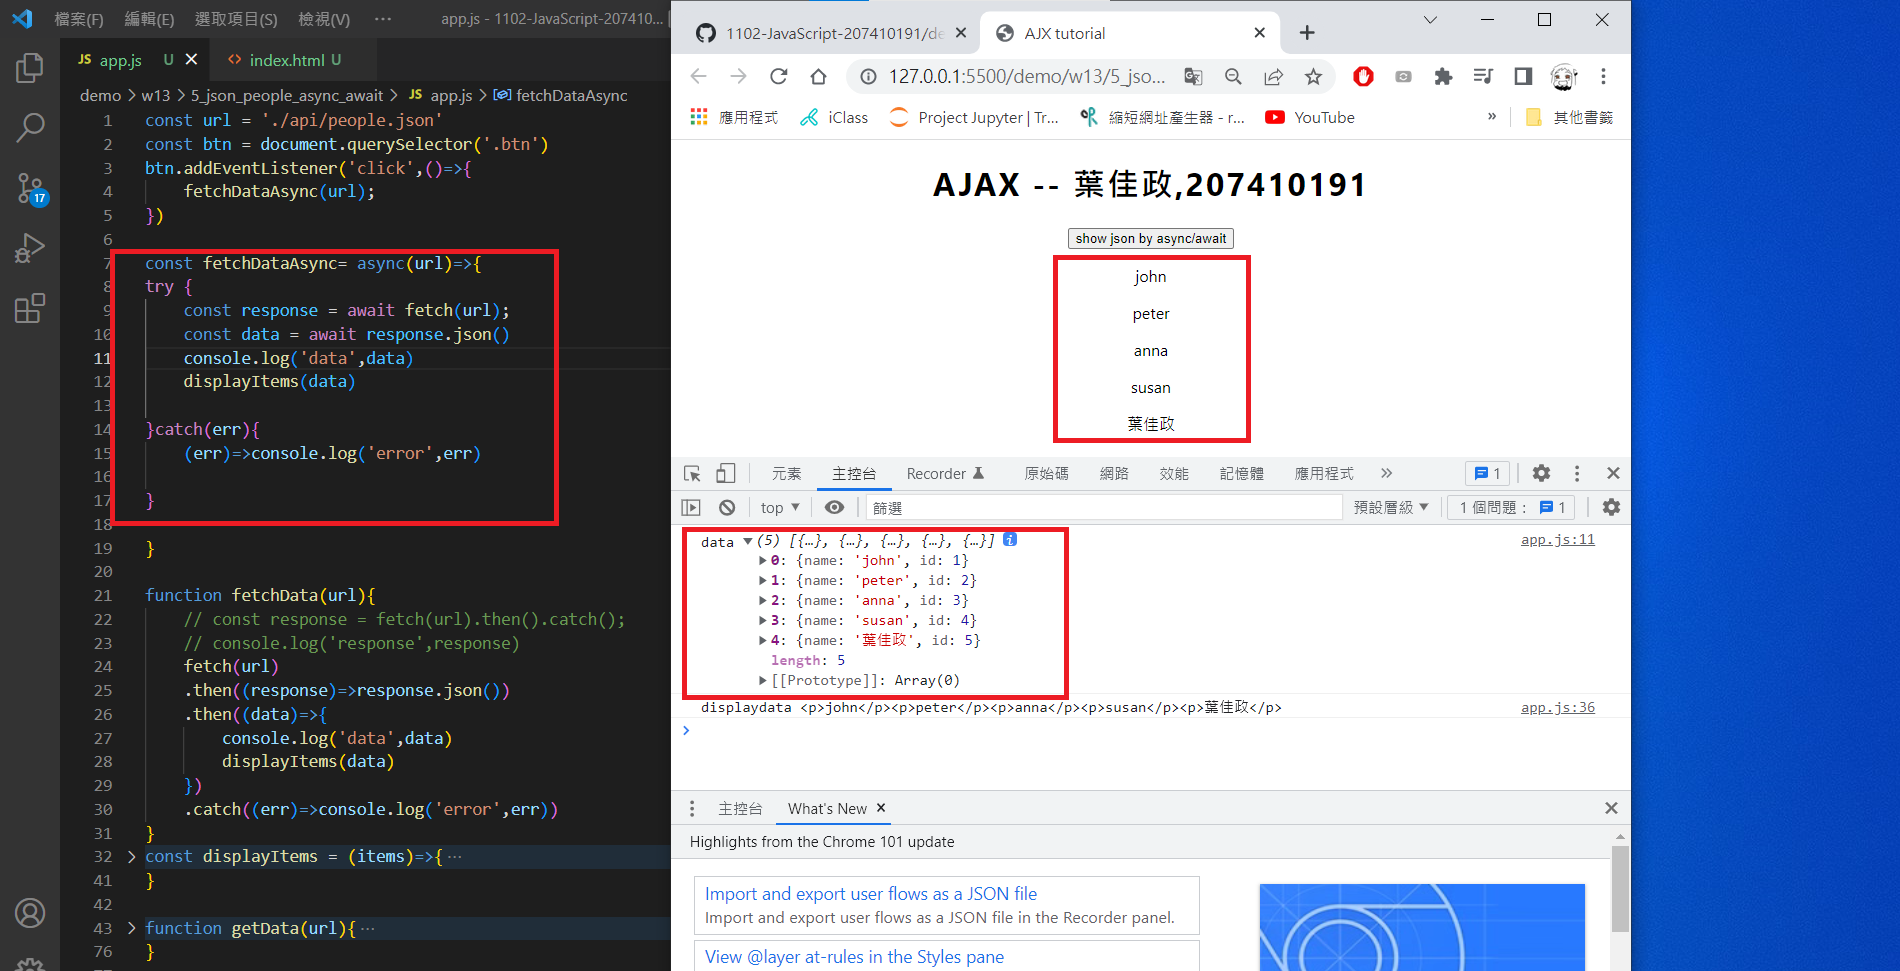 檔案(F) 編輯(E) 選取項目(S) 檢視(V) ··· app.js - 1102-JavaScript-207410...
JS app.js U
<> index.html U
demo > w13 > 5_json_people_async_await > JS app.js > fetchDataAsync
17
1 const url = './api/people.json'
2 const btn = document.querySelector('.btn')
3 btn.addEventListener('click',()=>{
4 fetchDataAsync(url);
5 })
6
7 const fetchDataAsync= async(url)=>{
8 try {
9 const response = await fetch(url);
10 const data = await response.json()
11 console.log('data',data)
12 displayItems(data)
13
14 }catch(err){
15 (err)=>console.log('error',err)
16
17 }
18
19 }
20
21 function fetchData(url){
22 // const response = fetch(url).then().catch();
23 // console.log('response',response)
24 fetch(url)
25 .then((response)=>response.json())
26 .then((data)=>{
27 console.log('data',data)
28 displayItems(data)
29 })
30 .catch((err)=>console.log('error',err))
31 }
32 const displayItems = (items)=>{ ···
41 }
42
43 function getData(url){ ···
76 }
1102-JavaScript-207410191/de
AJX tutorial
127.0.0.1:5500/demo/w13/5_jso...
應用程式 iClass Project Jupyter | Tr... 縮短網址產生器 - r... YouTube » 其他書籤
AJAX -- 葉佳政,207410191
show json by async/await
john
peter
anna
susan
葉佳政
元素 主控台 Recorder 原始碼 網路 效能 記憶體 應用程式 » 1
top 篩選 預設層級 1 個問題： 1
data (5) [{…}, {…}, {…}, {…}, {…}] i app.js:11
0: {name: 'john', id: 1}
1: {name: 'peter', id: 2}
2: {name: 'anna', id: 3}
3: {name: 'susan', id: 4}
4: {name: '葉佳政', id: 5}
length: 5
[[Prototype]]: Array(0)
displaydata <p>john</p><p>peter</p><p>anna</p><p>susan</p><p>葉佳政</p> app.js:36
主控台 What's New
Highlights from the Chrome 101 update
Import and export user flows as a JSON file
Import and export user flows as a JSON file in the Recorder panel.
View @layer at-rules in the Styles pane